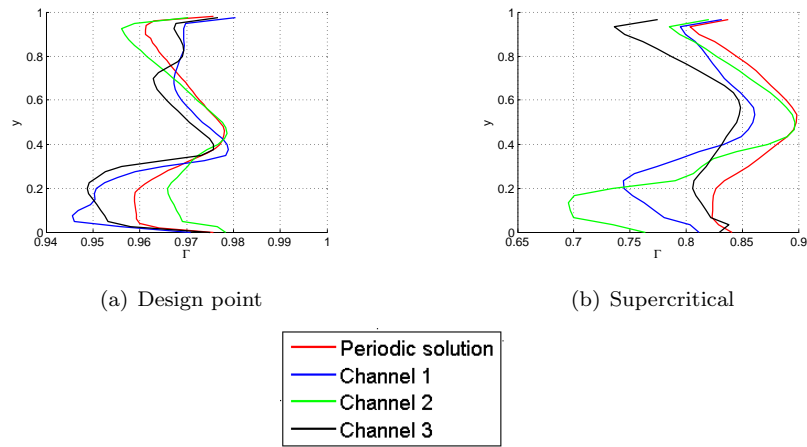 1
0.8
0.6
0.4
0.2
0
y
0.94 0.95 0.96 0.97 0.98 0.99 1
Γ
(a) Design point
1
0.8
0.6
0.4
0.2
0
y
0.65 0.7 0.75 0.8 0.85 0.9
Γ
(b) Supercritical
Periodic solution
Channel 1
Channel 2
Channel 3